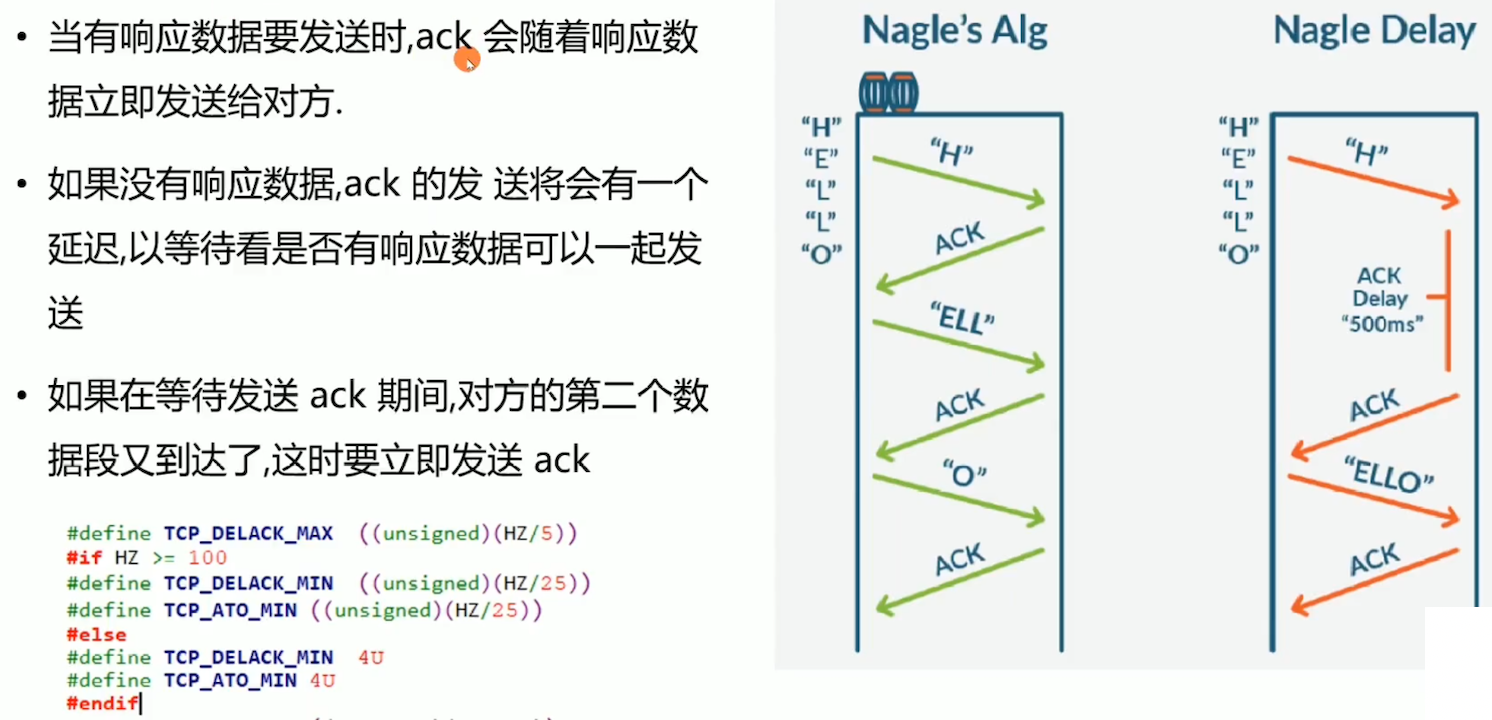 • 当有响应数据要发送时,ack 会随着响应数
据立即发送给对方.
• 如果没有响应数据,ack 的发 送将会有一个
延迟,以等待看是否有响应数据可以一起发
送
• 如果在等待发送 ack 期间,对方的第二个数
据段又到达了,这时要立即发送 ack
#define TCP_DELACK_MAX ((unsigned)(HZ/5))
#if HZ >= 100
#define TCP_DELACK_MIN ((unsigned)(HZ/25))
#define TCP_ATO_MIN ((unsigned)(HZ/25))
#else
#define TCP_DELACK_MIN 4U
#define TCP_ATO_MIN 4U
#endif
Nagle's Alg
“H”
“E”
“L”
“L”
“O”
“H”
ACK
“ELL”
ACK
“O”
ACK
Nagle Delay
“H”
“E”
“L”
“L”
“O”
“H”
ACK
Delay
“500ms”
ACK
“ELLO”
ACK